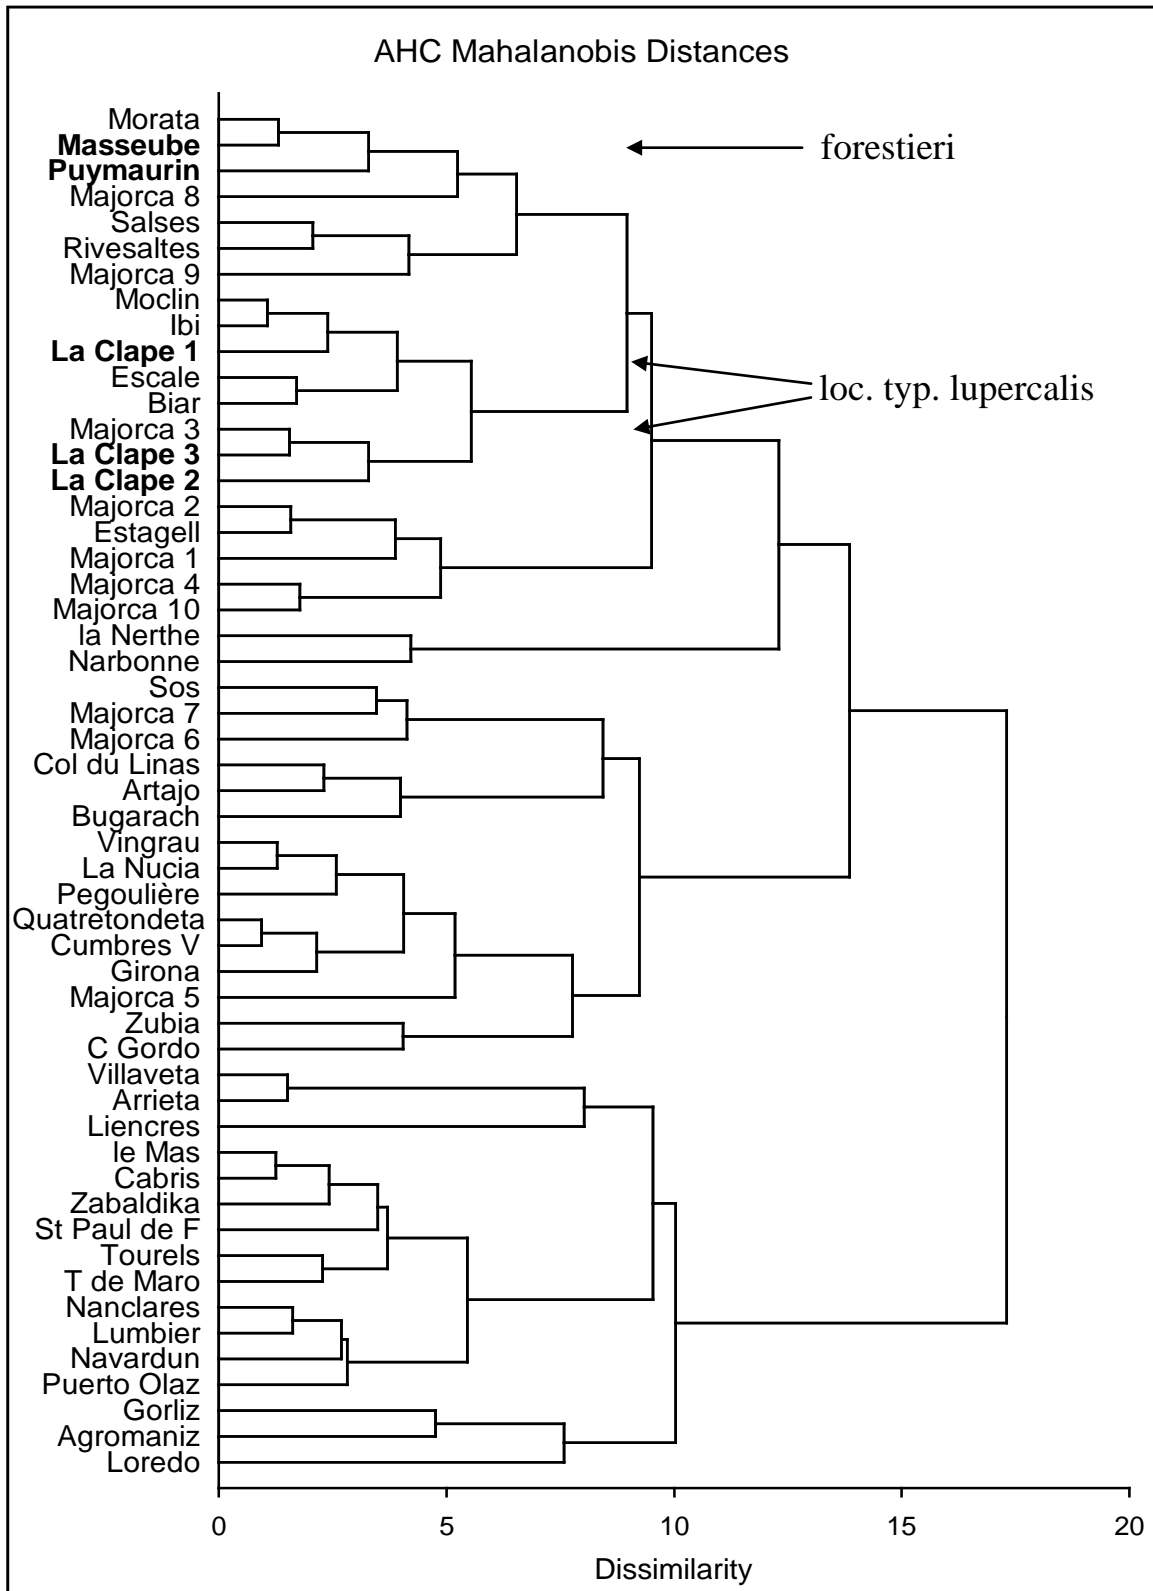 AHC Mahalanobis Distances
Morata
Masseube
Puymaurin
Majorca 8
Salses
Rivesaltes
Majorca 9
Moclin
Ibi
La Clape 1
Escale
Biar
Majorca 3
La Clape 3
La Clape 2
Majorca 2
Estagell
Majorca 1
Majorca 4
Majorca 10
la Nerthe
Narbonne
Sos
Majorca 7
Majorca 6
Col du Linas
Artajo
Bugarach
Vingrau
La Nucia
Pegoulière
Quatretondeta
Cumbres V
Girona
Majorca 5
Zubia
C Gordo
Villaveta
Arrieta
Liencres
le Mas
Cabris
Zabaldika
St Paul de F
Tourels
T de Maro
Nanclares
Lumbier
Navardun
Puerto Olaz
Gorliz
Agromaniz
Loredo
forestieri
loc. typ. lupercalis
0 5 10 15 20
Dissimilarity